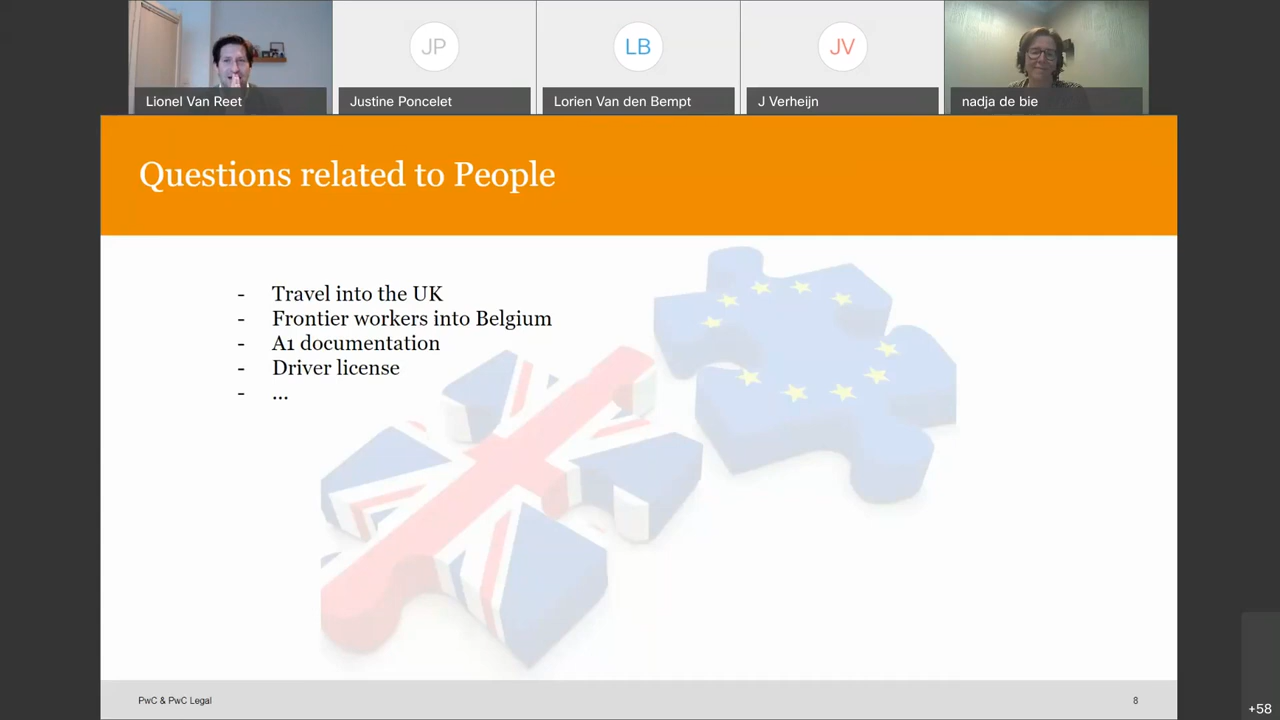 JP
LB
JV
Lionel Van Reet
Justine Poncelet
Lorien Van den Bempt
J Verheijn
nadja de bie
Questions related to People
- Travel into the UK
- Frontier workers into Belgium
- A1 documentation
- Driver license
- ...
PwC & PwC Legal
8
+58